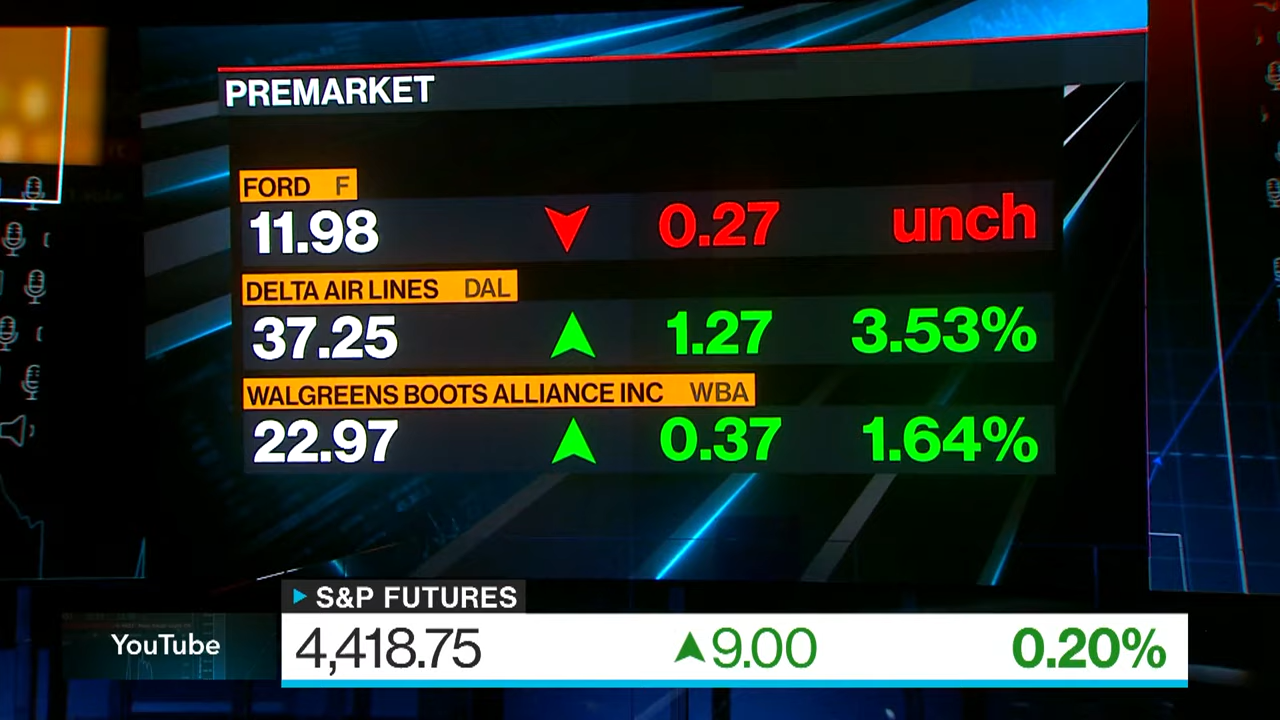 PREMARKET
FORD F
11.98 ▼ 0.27 unch
DELTA AIR LINES DAL
37.25 ▲ 1.27 3.53%
WALGREENS BOOTS ALLIANCE INC WBA
22.97 ▲ 0.37 1.64%
S&P FUTURES
YouTube 4,418.75 ▲9.00 0.20%